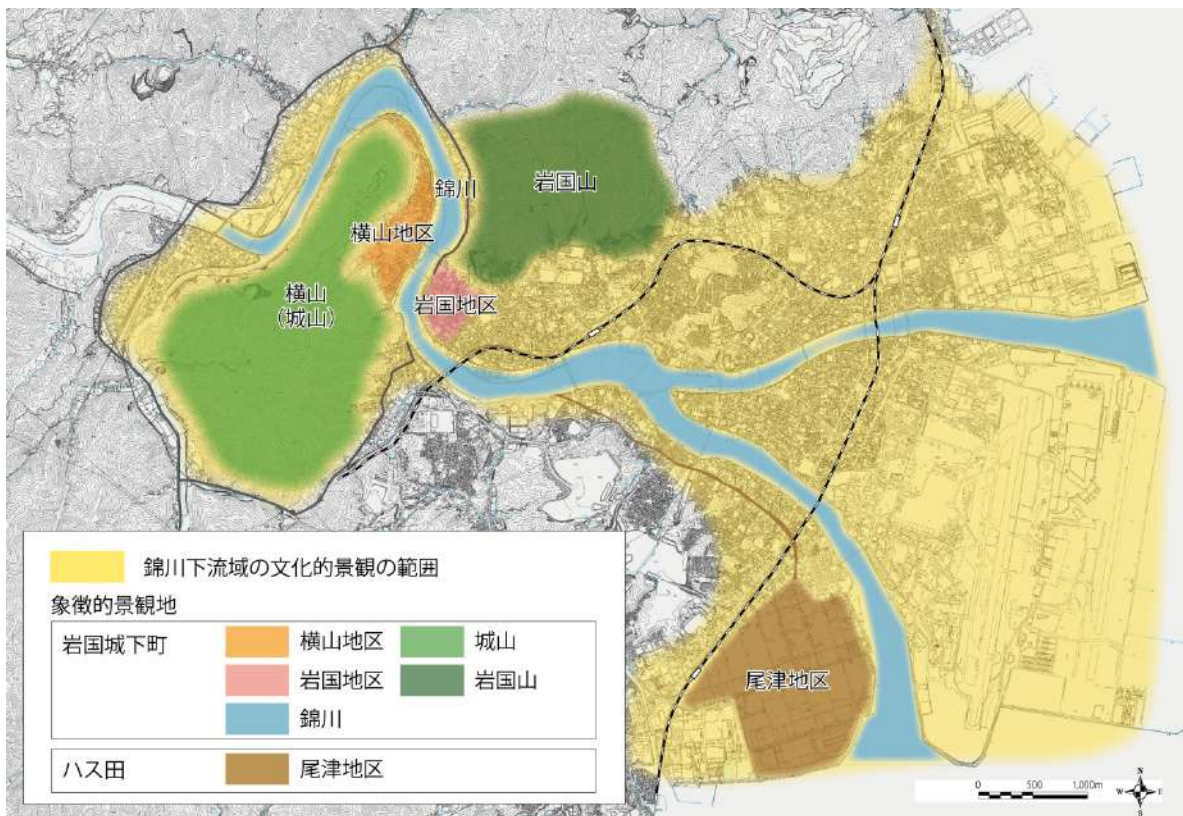 岩国山
錦川
横山地区
横山
(城山)
岩国地区
尾津地区
錦川下流域の文化的景観の範囲
象徴的景観地
岩国城下町
横山地区
城山
岩国地区
岩国山
錦川
ハス田
尾津地区
0 500 1,000m
N
W E
S